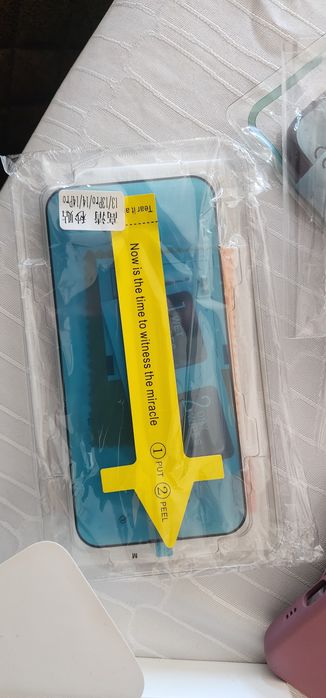 高清 秒贴
13/13Pro/14/14Pro
Tear it a
Now is the time to witness the miracle
① PUT ② PEEL
M